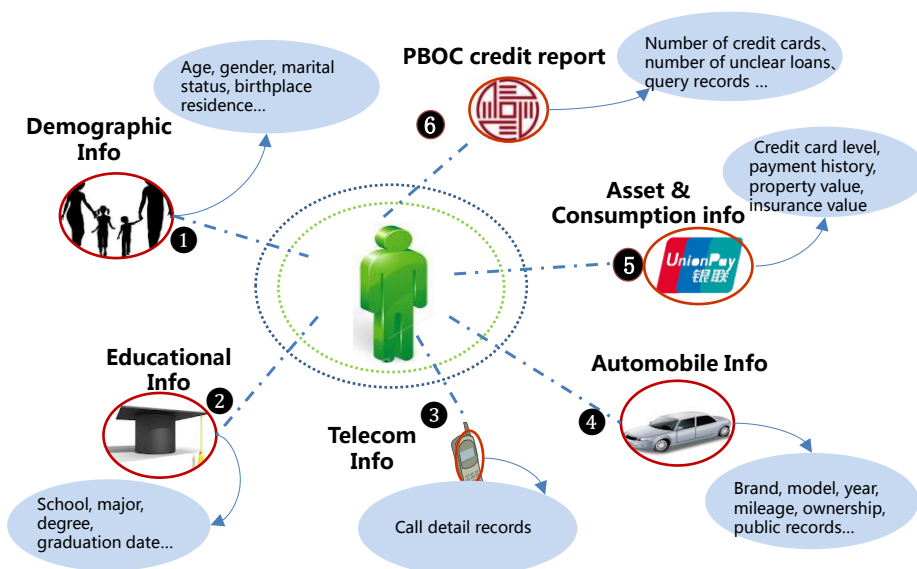 PBOC credit report
Number of credit cards、
number of unclear loans、
query records ...
Age, gender, marital
status, birthplace
residence...
Demographic
Info
6
1
Credit card level,
payment history,
property value,
insurance value
Asset &
Consumption info
5
UnionPay
银联
Educational
Info
2
Automobile Info
4
3
Telecom
Info
School, major,
degree,
graduation date...
Call detail records
Brand, model, year,
mileage, ownership,
public records...